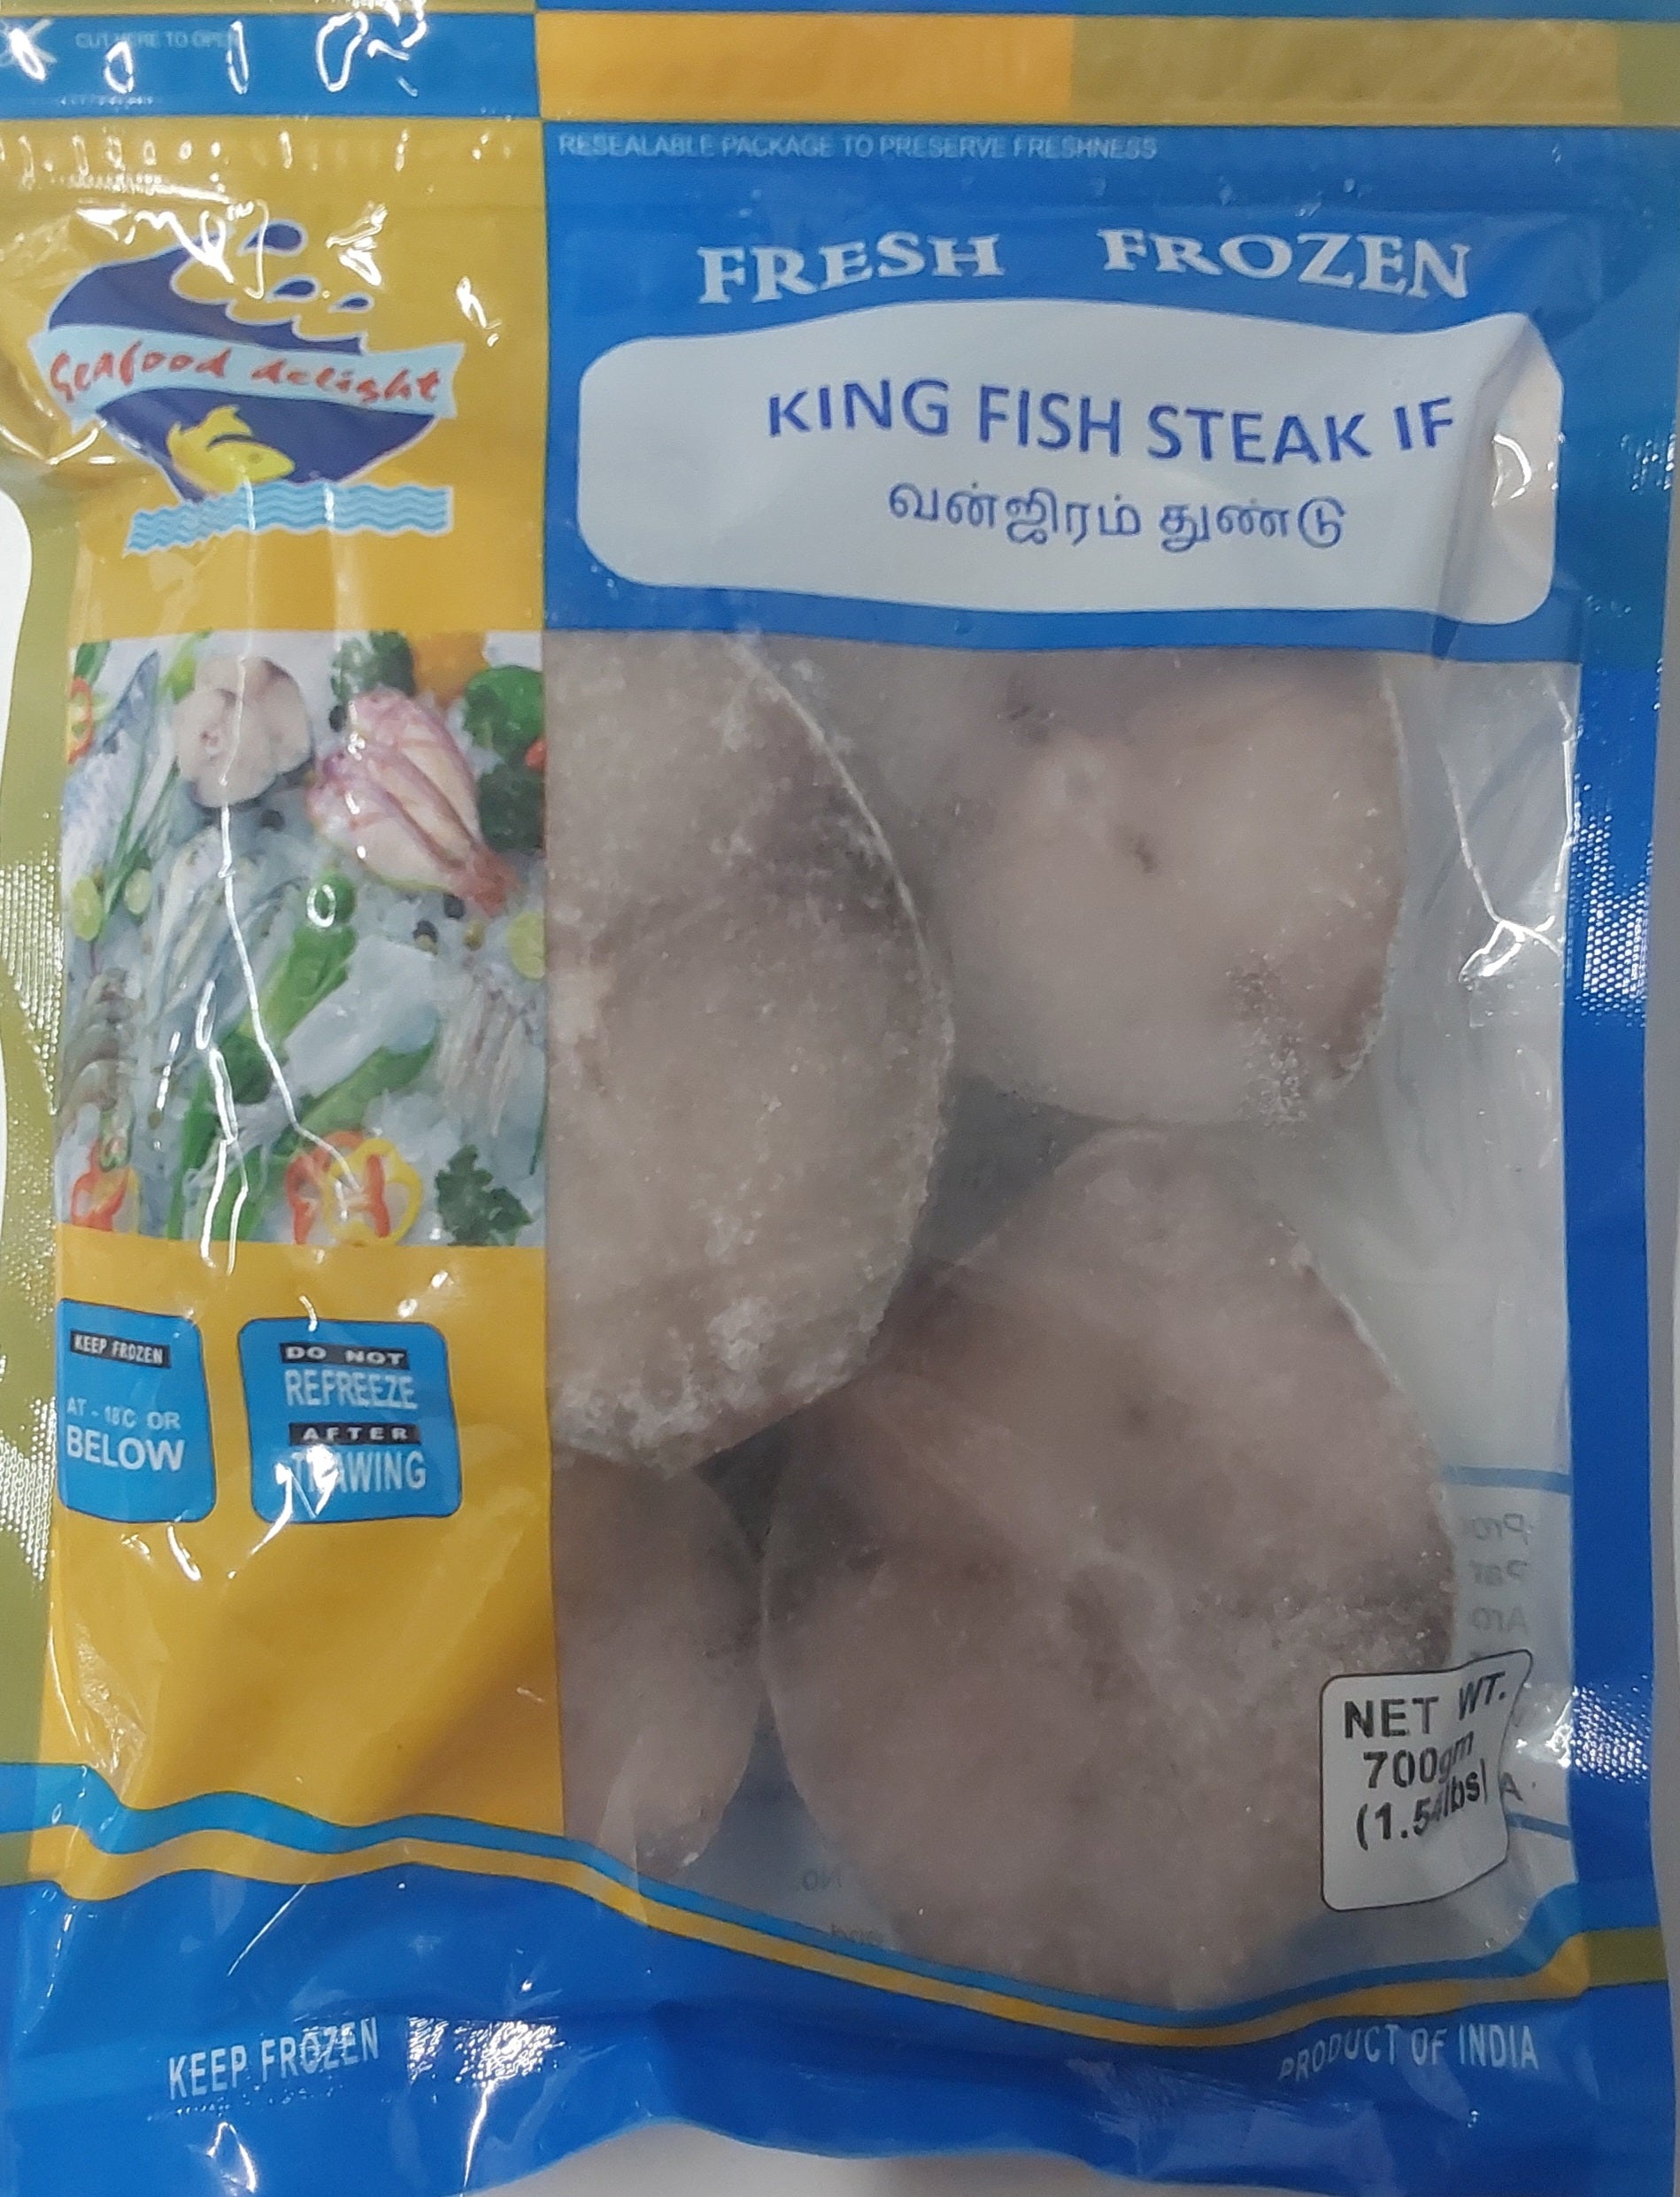 CUT HERE TO OPEN
RESEALABLE PACKAGE TO PRESERVE FRESHNESS
FRESH FROZEN
Seafood delight
KING FISH STEAK IF
வன்ஜிரம் துண்டு
KEEP FROZEN
AT -18°C OR
BELOW
DO NOT
REFREEZE
AFTER
THAWING
NET WT.
700gm
(1.54lbs)
KEEP FROZEN
PRODUCT OF INDIA